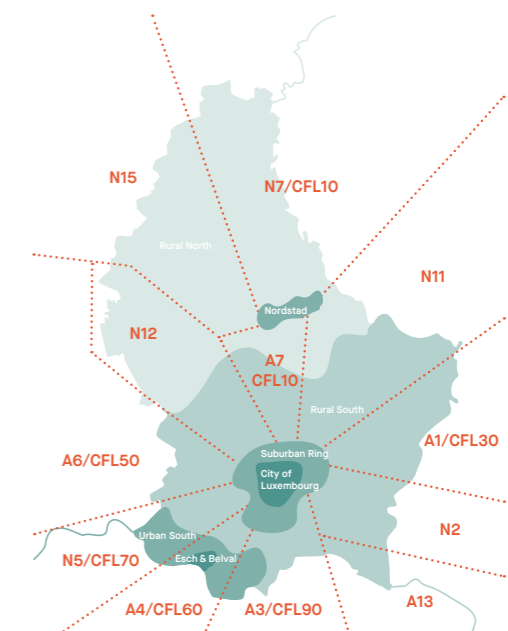 N15
N7/CFL10
Rural North
N11
Nordstad
N12
A7
CFL10
Rural South
A1/CFL30
Suburban Ring
A6/CFL50
City of
Luxembourg
N2
Urban South
N5/CFL70
Esch & Belval
A13
A4/CFL60
A3/CFL90